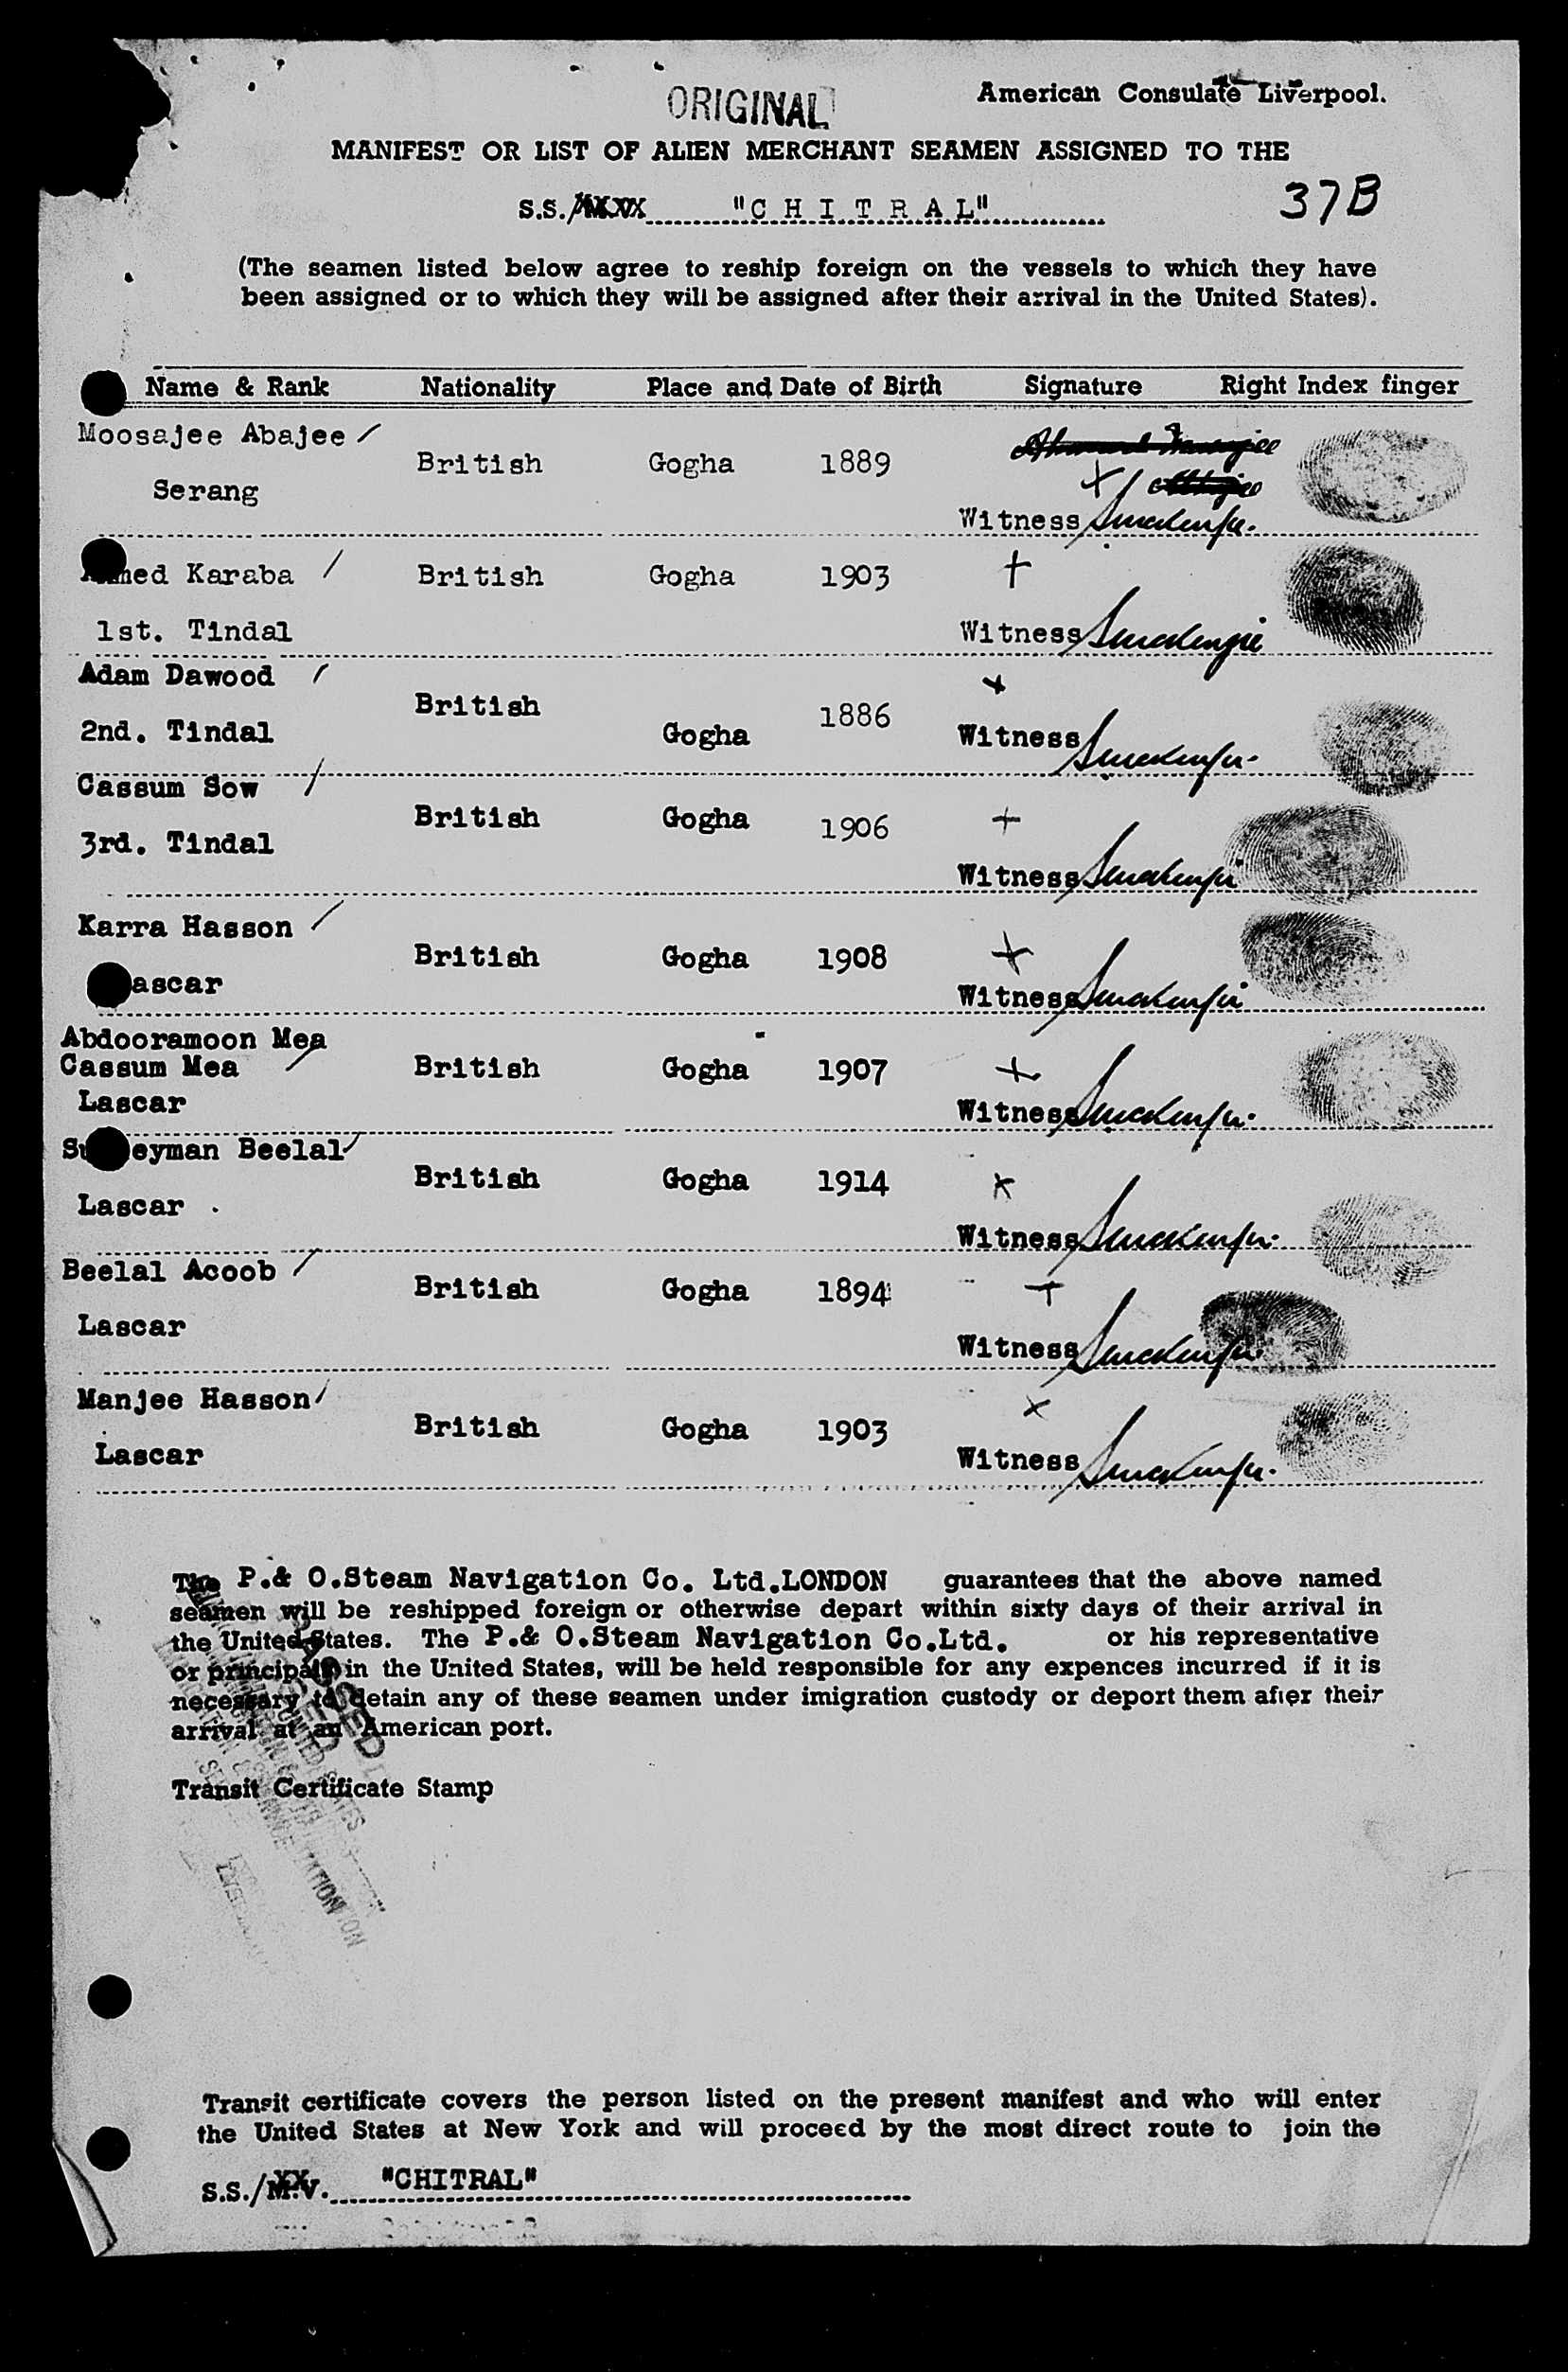 ORIGINAL
American Consulate Liverpool.
MANIFEST OR LIST OF ALIEN MERCHANT SEAMEN ASSIGNED TO THE
S.S./ "CHITRAL"
37B
(The seamen listed below agree to reship foreign on the vessels to which they have
been assigned or to which they will be assigned after their arrival in the United States).
Name & Rank Nationality Place and Date of Birth Signature Right Index finger
Moosajee Abajee
British Gogha 1889
Serang
Witness
Karaba British Gogha 1903
1st. Tindal
Witness
Adam Dawood
British Gogha 1886
2nd. Tindal
Witness
Cassum Sow
British Gogha 1906
3rd. Tindal
Witness
Karra Hasson
British Gogha 1908
Witness
Abdooramoon Mea
Cassum Mea
British Gogha 1907
Lascar
Witness
Beelal
British Gogha 1914
Lascar
Witness
Beelal Acoob
British Gogha 1894
Lascar
Witness
Manjee Hasson
British Gogha 1903
Lascar
Witness
The P.& O.Steam Navigation Co. Ltd.LONDON guarantees that the above named
seamen will be reshipped foreign or otherwise depart within sixty days of their arrival in
the United States. The P.& O.Steam Navigation Co.Ltd. or his representative
or principals in the United States, will be held responsible for any expences incurred if it is
necessary to detain any of these seamen under imigration custody or deport them after their
arrival at an American port.
Transit Certificate Stamp
Transit certificate covers the person listed on the present manifest and who will enter
the United States at New York and will proceed by the most direct route to join the
S.S./M.V. "CHITRAL"